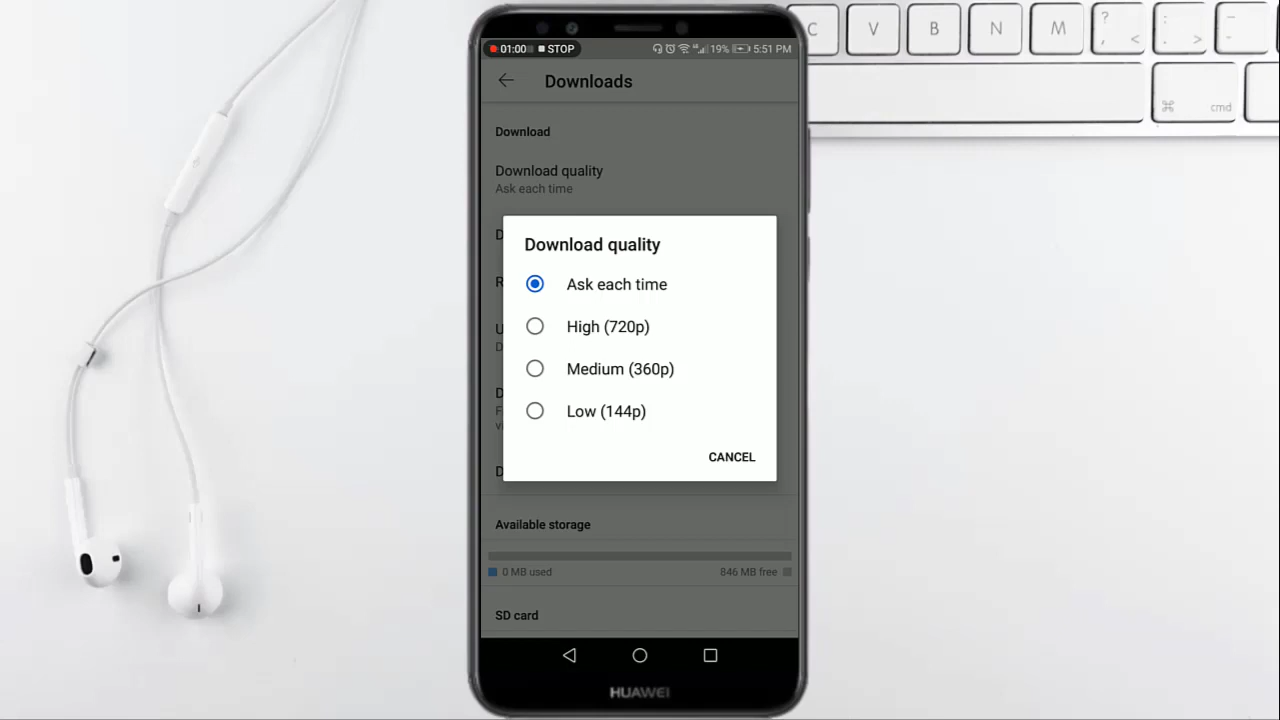 C V B N M ? , < : . > - -
cmd
01:00 STOP 19% 5:51 PM
Downloads
Download
Download quality
Ask each time
D
Download quality
R
Ask each time
U
High (720p)
D
Medium (360p)
D
F
Low (144p)
v
D
CANCEL
Available storage
0 MB used 846 MB free
SD card
HUAWEI